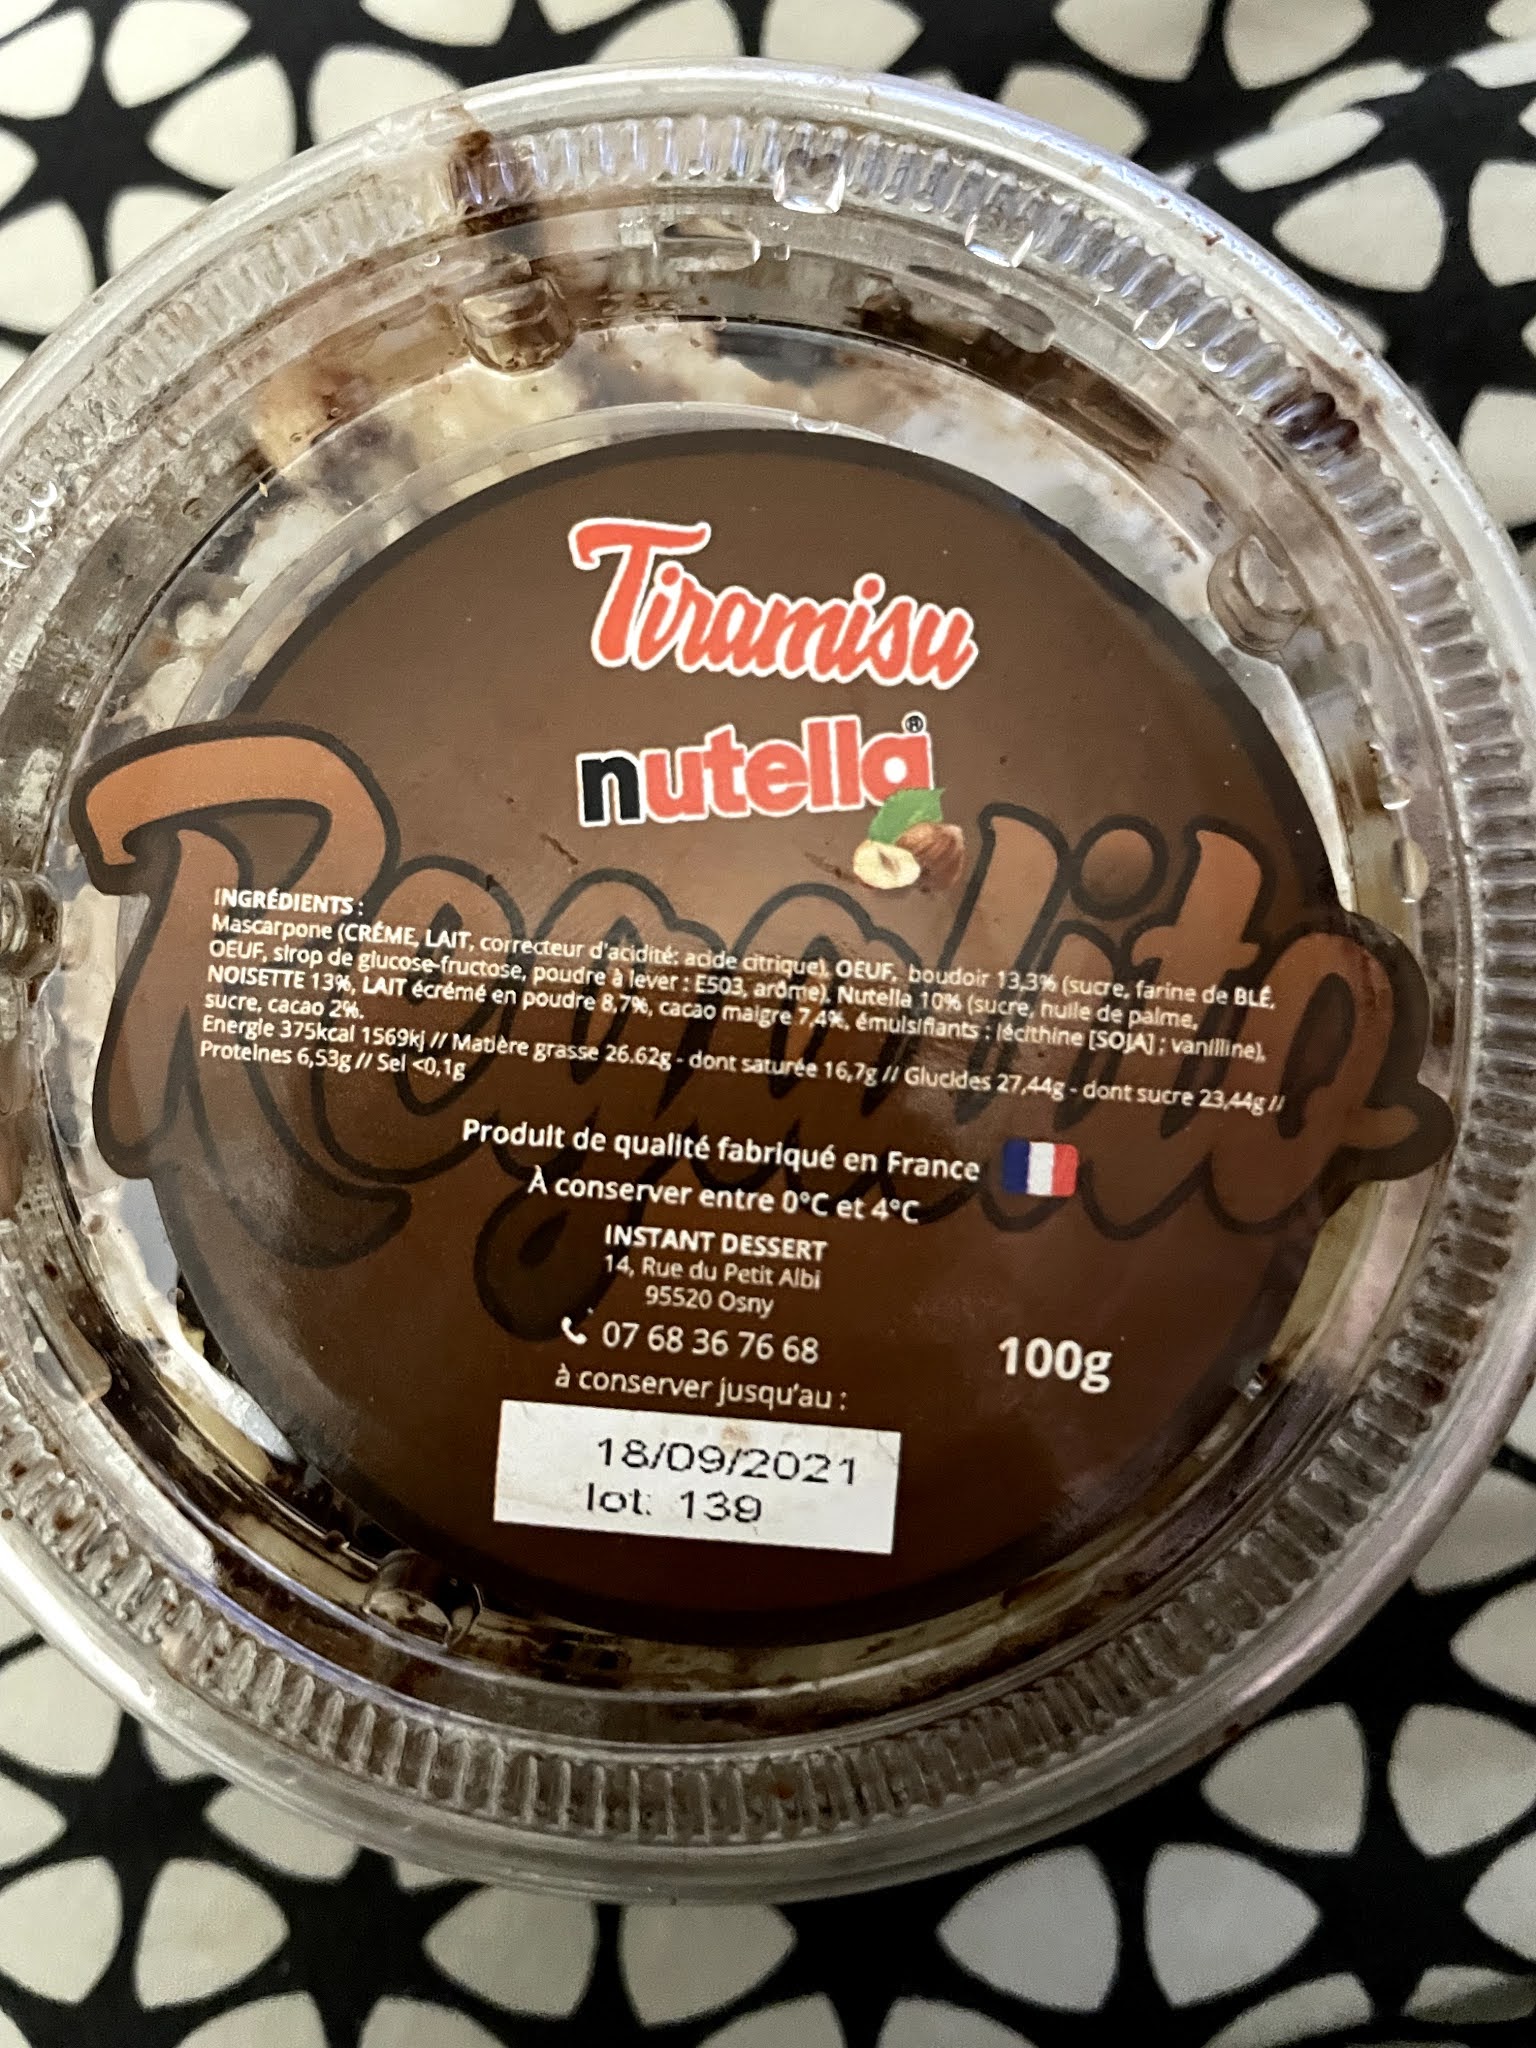 Tiramisu
nutella®
Regalito
INGRÉDIENTS :
Mascarpone (CRÉME, LAIT, correcteur d'acidité: acide citrique), OEUF, boudoir 13,3% (sucre, farine de BLÉ,
OEUF, sirop de glucose-fructose, poudre à lever : E503, arôme), Nutella 10% (sucre, huile de palme,
NOISETTE 13%, LAIT écrémé en poudre 8,7%, cacao maigre 7,4%, émulsifiants : lécithine [SOJA] ; vanilline),
sucre, cacao 2%.
Energie 375kcal 1569kj // Matière grasse 26.62g - dont saturée 16,7g // Glucides 27,44g - dont sucre 23,44g //
Proteines 6,53g // Sel <0,1g
Produit de qualité fabriqué en France
À conserver entre 0°C et 4°C
INSTANT DESSERT
14, Rue du Petit Albi
95520 Osny
07 68 36 76 68
100g
à conserver jusqu'au :
18/09/2021
lot: 139